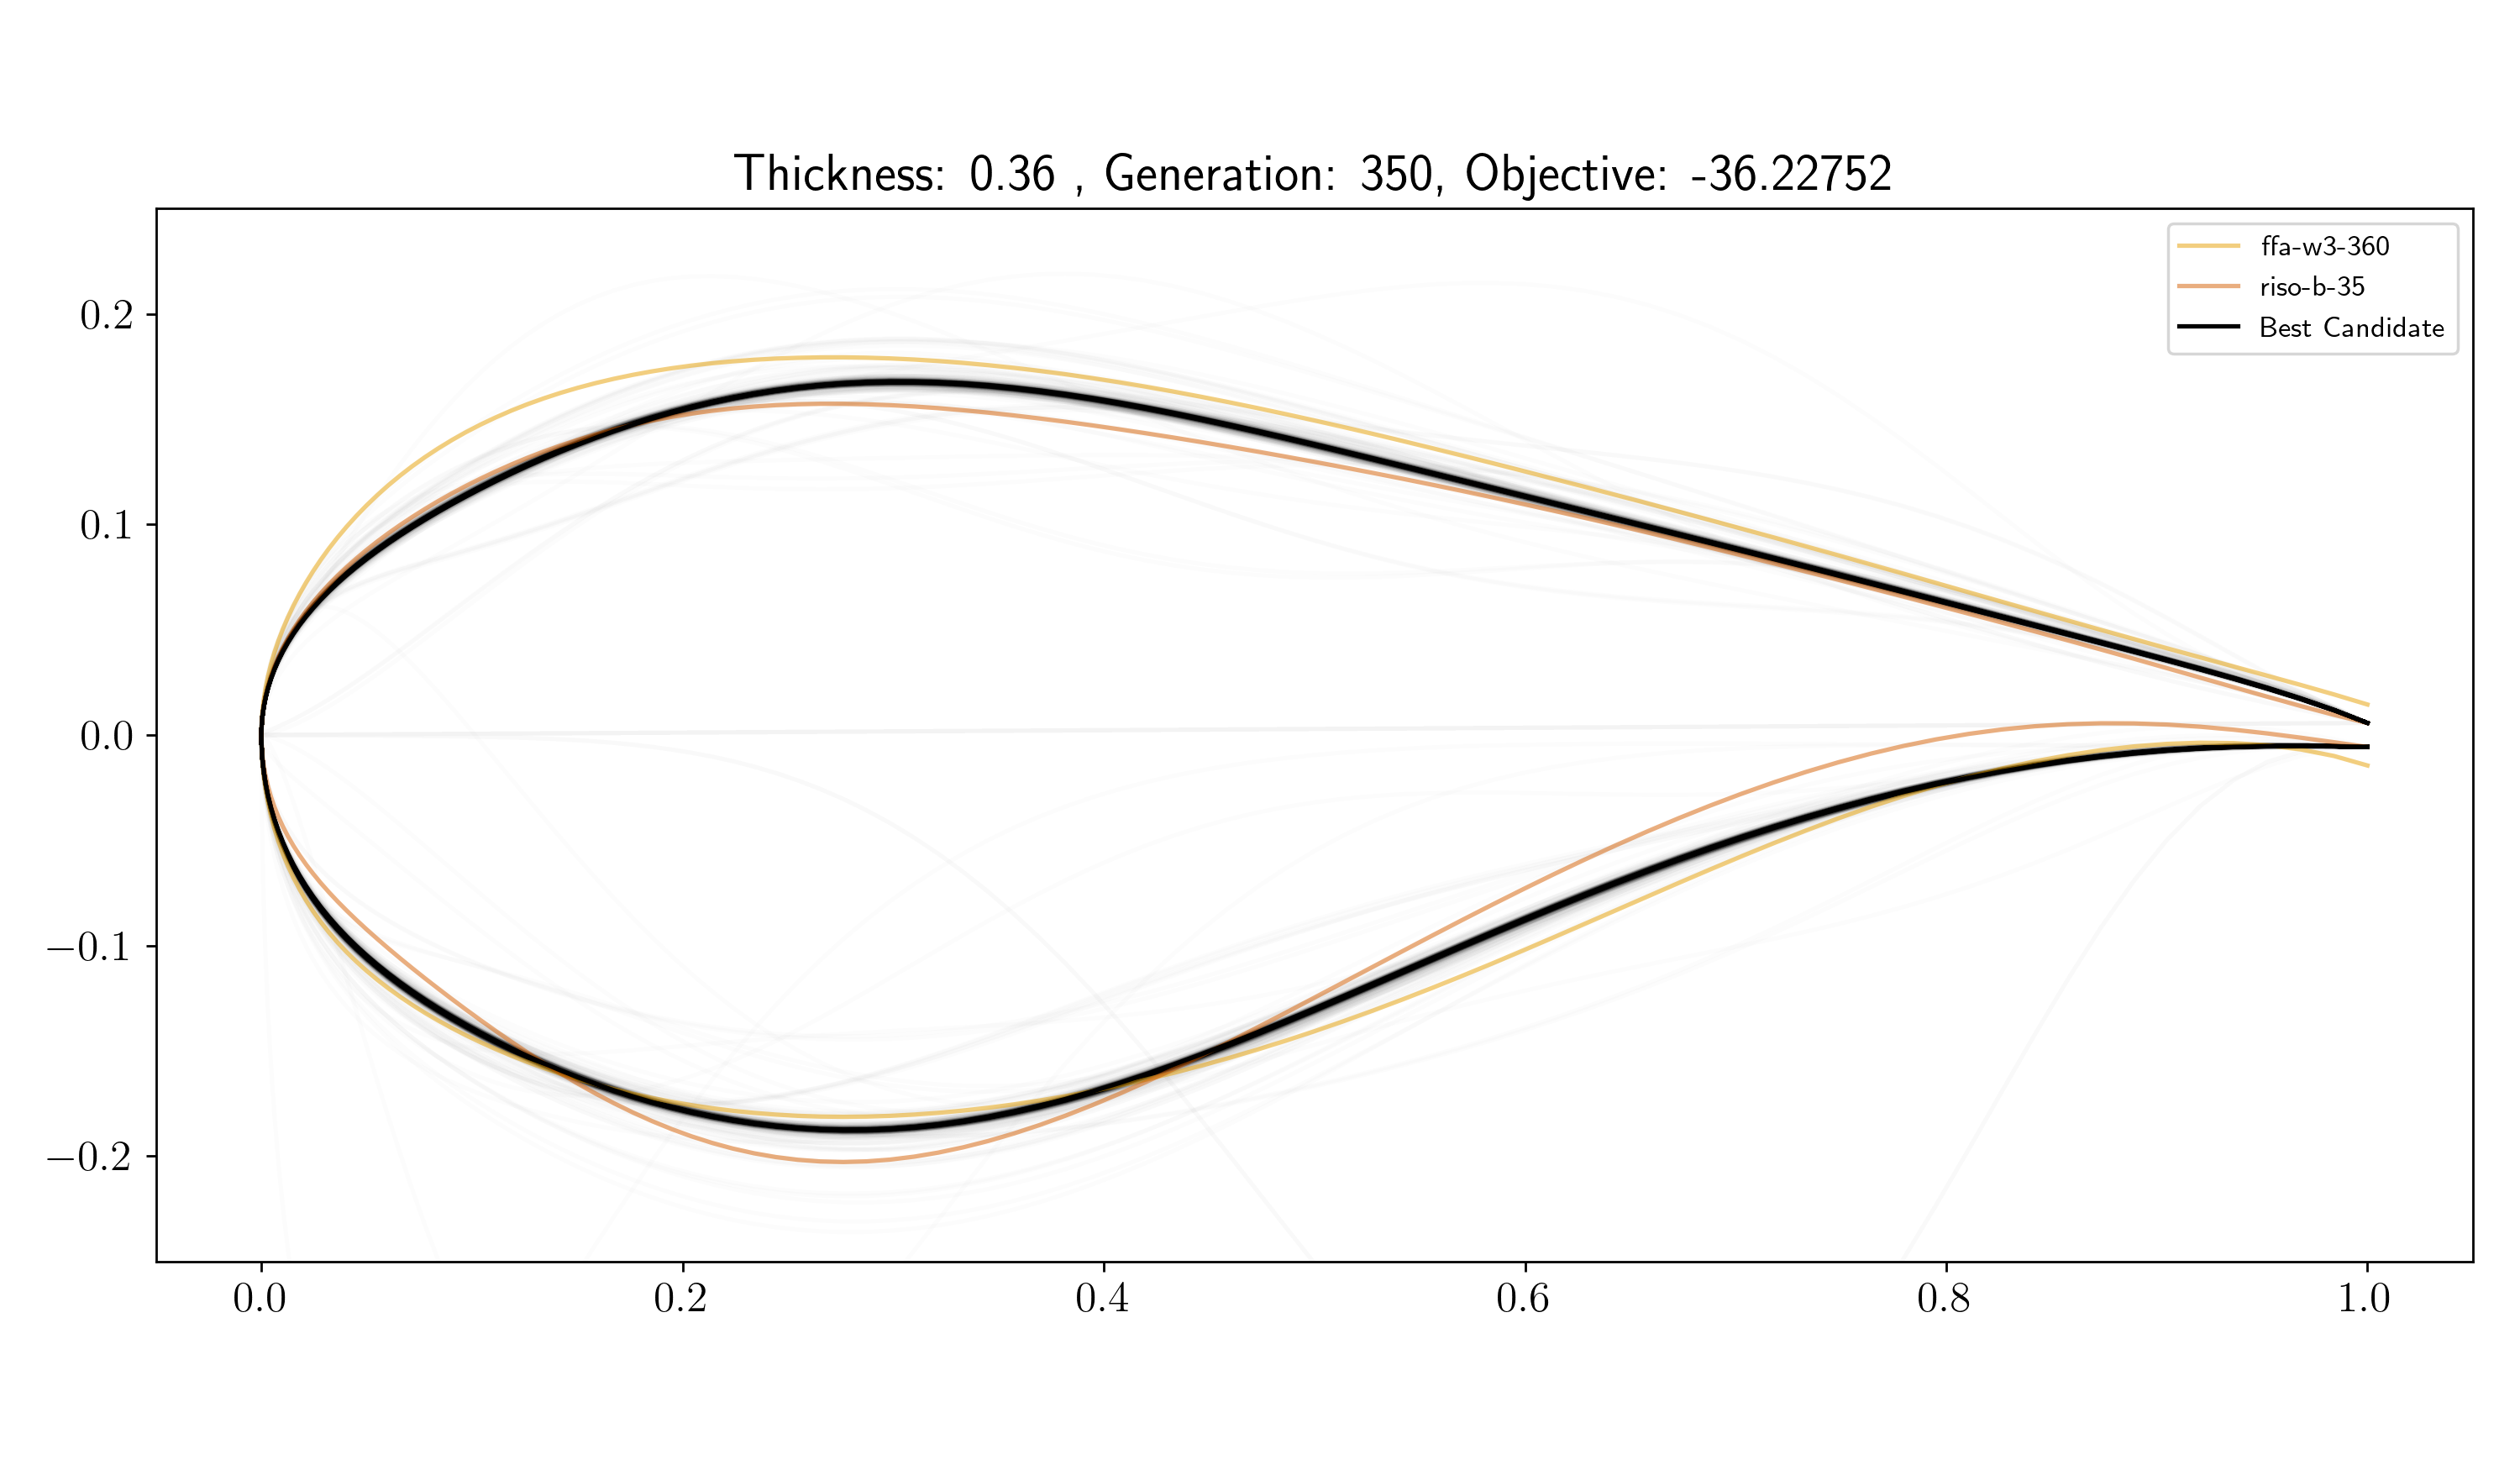 Thickness: 0.36 , Generation: 350, Objective: -36.22752
ffa-w3-360
riso-b-35
Best Candidate
0.2
0.1
0.0
−0.1
−0.2
0.0 0.2 0.4 0.6 0.8 1.0